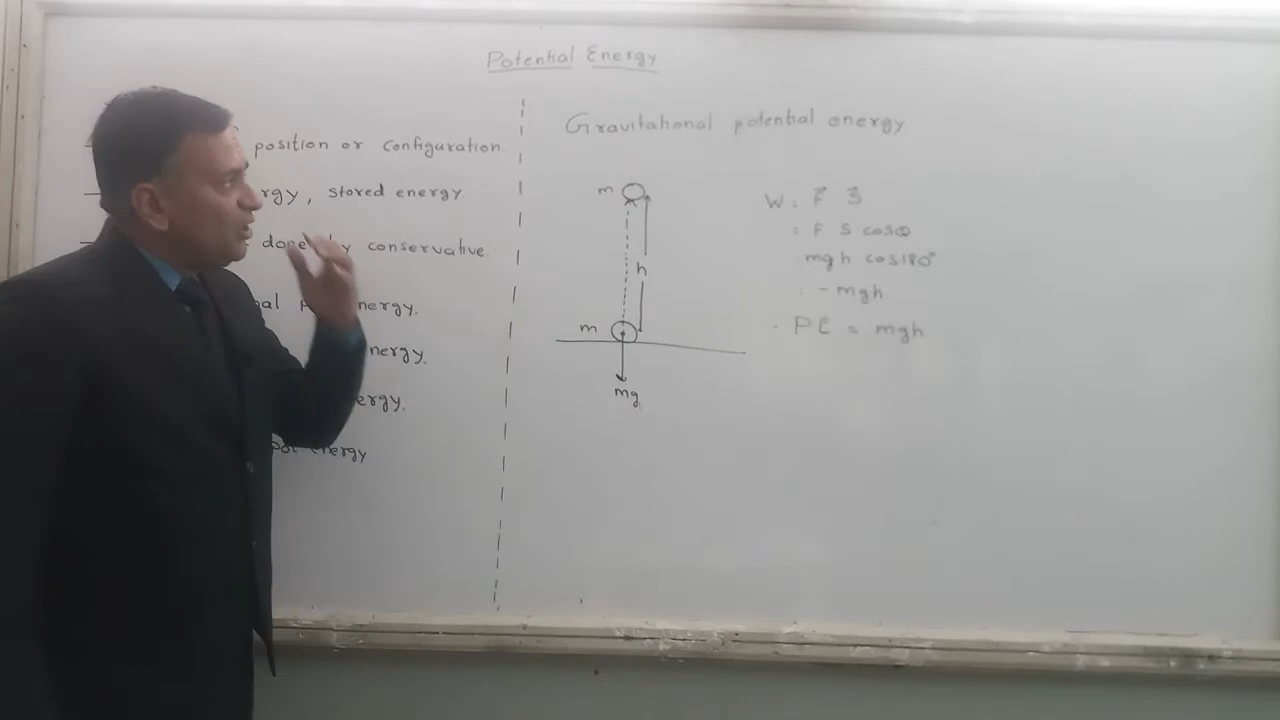 Potential Energy
position or configuration
rgy, stored energy
done by conservative
nergy.
nergy.
ergy.
energy
Gravitational potential energy
m
h
m
mg
W = F⃗ S⃗
= F S cosθ
mgh cos180°
= -mgh
PE = mgh